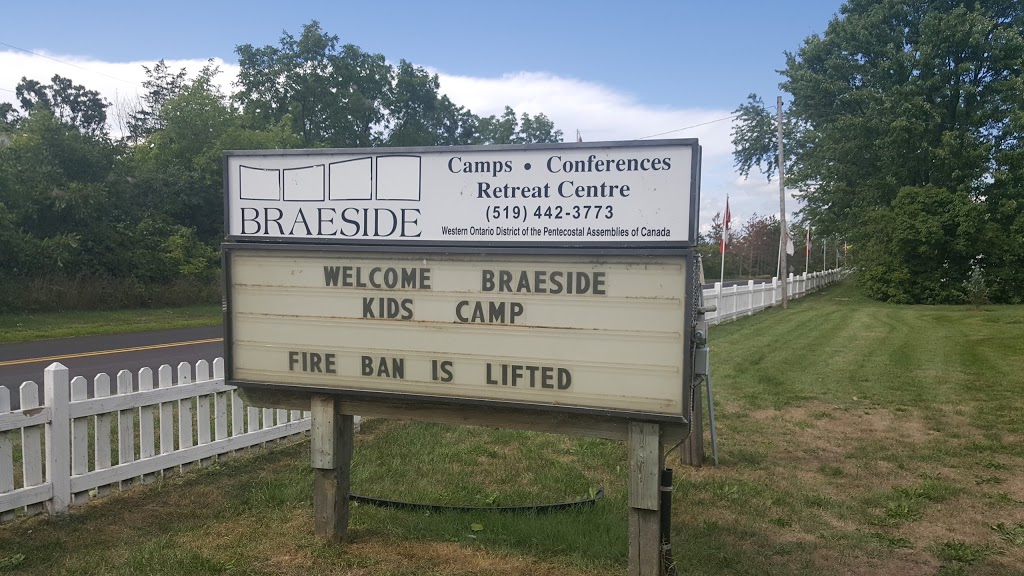 Camps • Conferences
Retreat Centre
(519) 442-3773
BRAESIDE
Western Ontario District of the Pentecostal Assemblies of Canada
WELCOME BRAESIDE
KIDS CAMP
FIRE BAN IS LIFTED